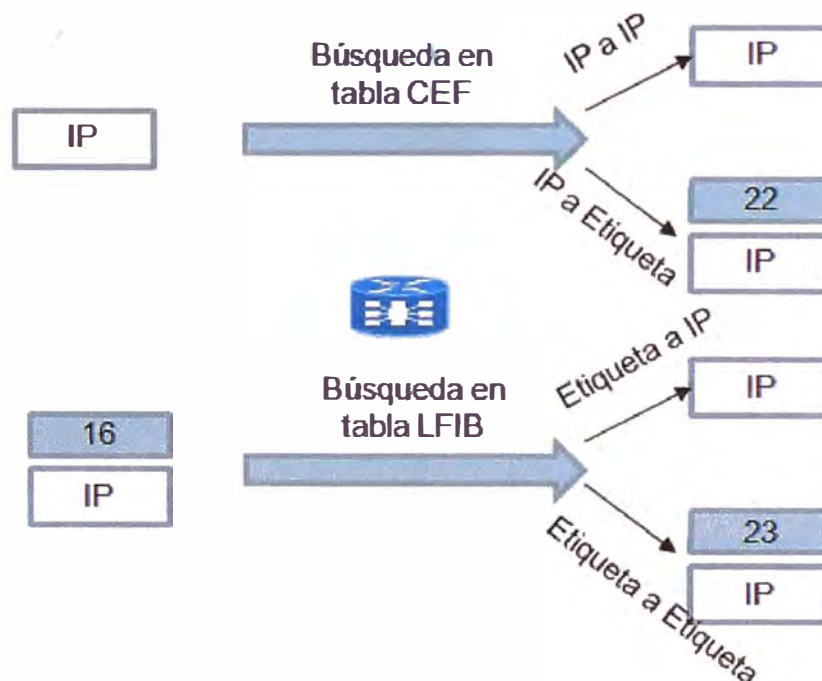 Búsqueda en
tabla CEF
IP a IP
IP
IP
IP a Etiqueta
22
IP
Búsqueda en
tabla LFIB
Etiqueta a IP
IP
16
IP
Etiqueta a Etiqueta
23
IP